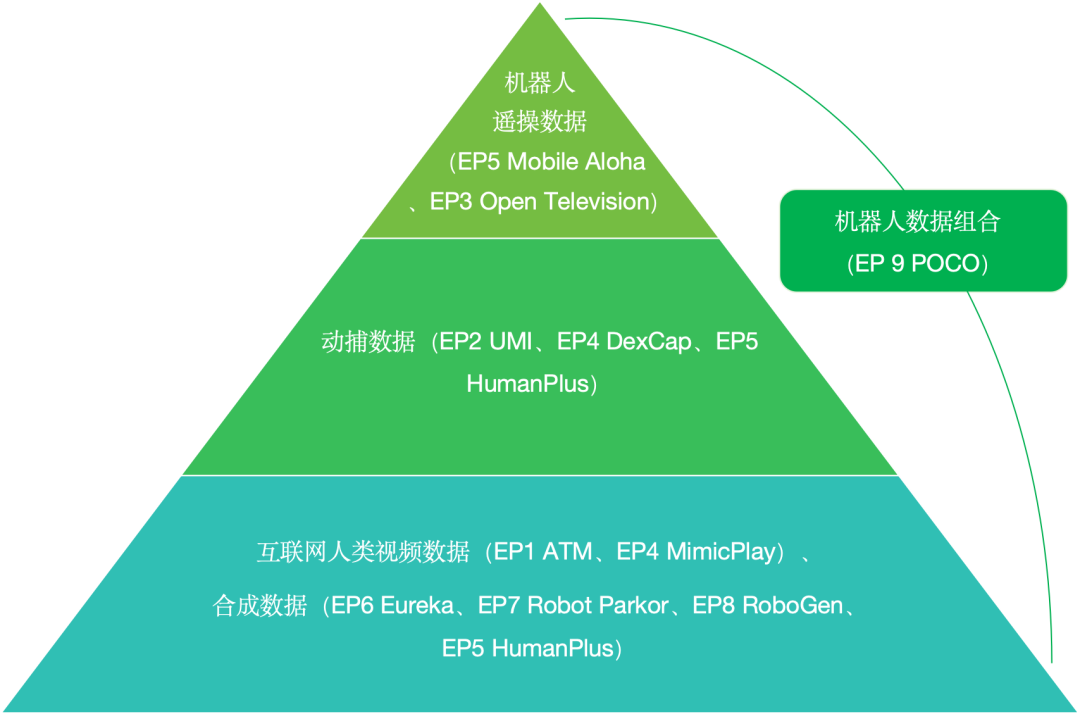 机器人
遥操数据
（EP5 Mobile Aloha
、EP3 Open Television）
机器人数据组合
（EP 9 POCO）
动捕数据（EP2 UMI、EP4 DexCap、EP5
HumanPlus）
互联网人类视频数据（EP1 ATM、EP4 MimicPlay）、
合成数据（EP6 Eureka、EP7 Robot Parkor、EP8 RoboGen、
EP5 HumanPlus）